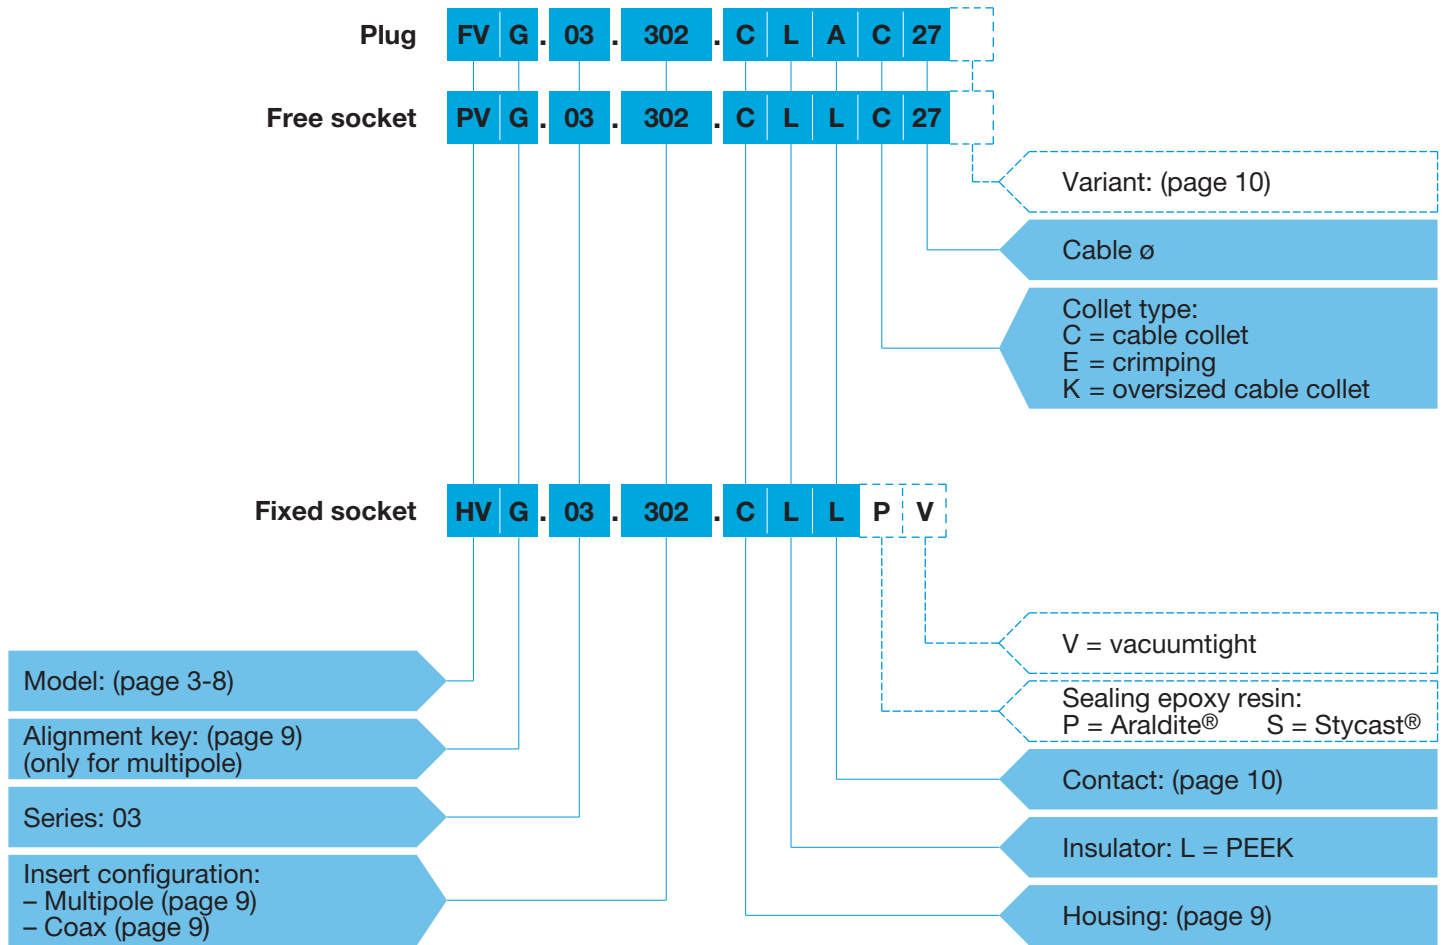 Plug FV G . 03 . 302 . C L A C 27
Free socket PV G . 03 . 302 . C L L C 27
Variant: (page 10)
Cable ø
Collet type:
C = cable collet
E = crimping
K = oversized cable collet
Fixed socket HV G . 03 . 302 . C L L P V
V = vacuumtight
Sealing epoxy resin:
P = Araldite® S = Stycast®
Contact: (page 10)
Insulator: L = PEEK
Housing: (page 9)
Model: (page 3-8)
Alignment key: (page 9)
(only for multipole)
Series: 03
Insert configuration:
– Multipole (page 9)
– Coax (page 9)